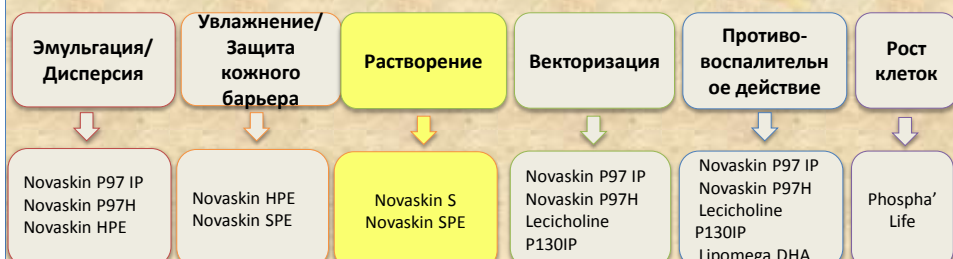 Эмульгация/
Дисперсия
Увлажнение/
Защита
кожного
барьера
Растворение
Векторизация
Противо-
воспалительн
ое действие
Рост
клеток
Novaskin P97 IP
Novaskin P97H
Novaskin HPE
Novaskin HPE
Novaskin SPE
Novaskin S
Novaskin SPE
Novaskin P97 IP
Novaskin P97H
Lecicholine
P130IP
Novaskin P97 IP
Novaskin P97H
Lecicholine
P130IP
Lipomega DHA
Phospha’
Life